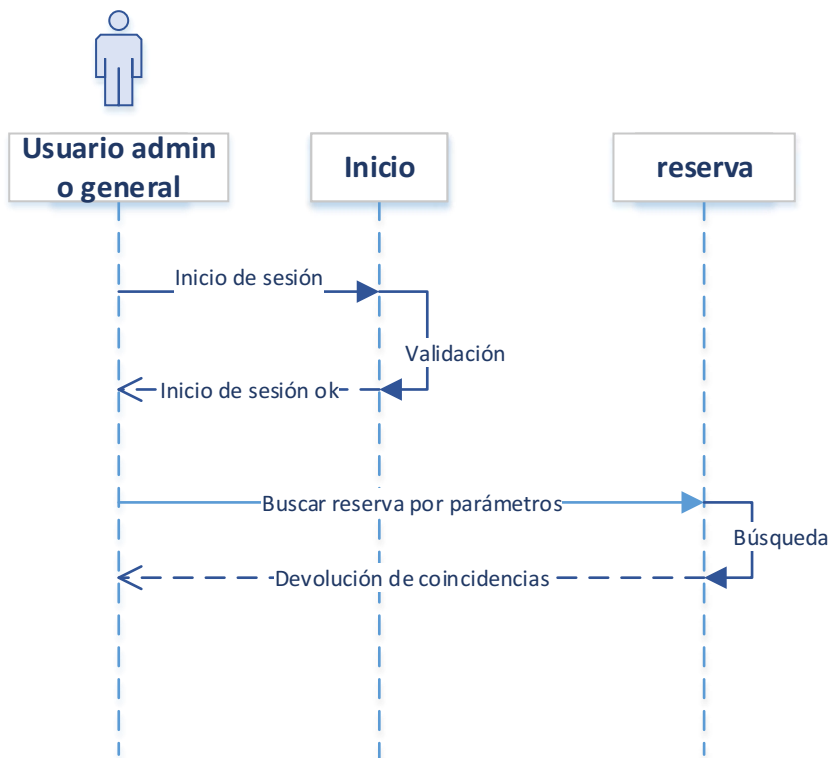 Usuario admin
o general
Inicio
reserva
Inicio de sesión
Validación
Inicio de sesión ok
Buscar reserva por parámetros
Búsqueda
Devolución de coincidencias